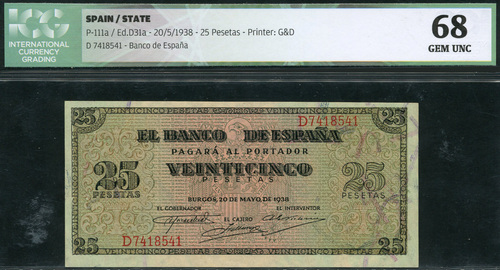 ICG
INTERNATIONAL
CURRENCY
GRADING
SPAIN / STATE
P-111a / Ed.D31a - 20/5/1938 - 25 Pesetas - Printer: G&D
D 7418541 - Banco de España
68
GEM UNC
25 VEINTICINCO PESETAS 25
D7418541
EL BANCO DE ESPAÑA
PAGARÁ AL PORTADOR
25 VEINTICINCO 25
PESETAS PESETAS PESETAS
BURGOS, 20 DE MAYO, DE 1938
EL GOBERNADOR EL INTERVENTOR
EL CAJERO
D7418541
25 25